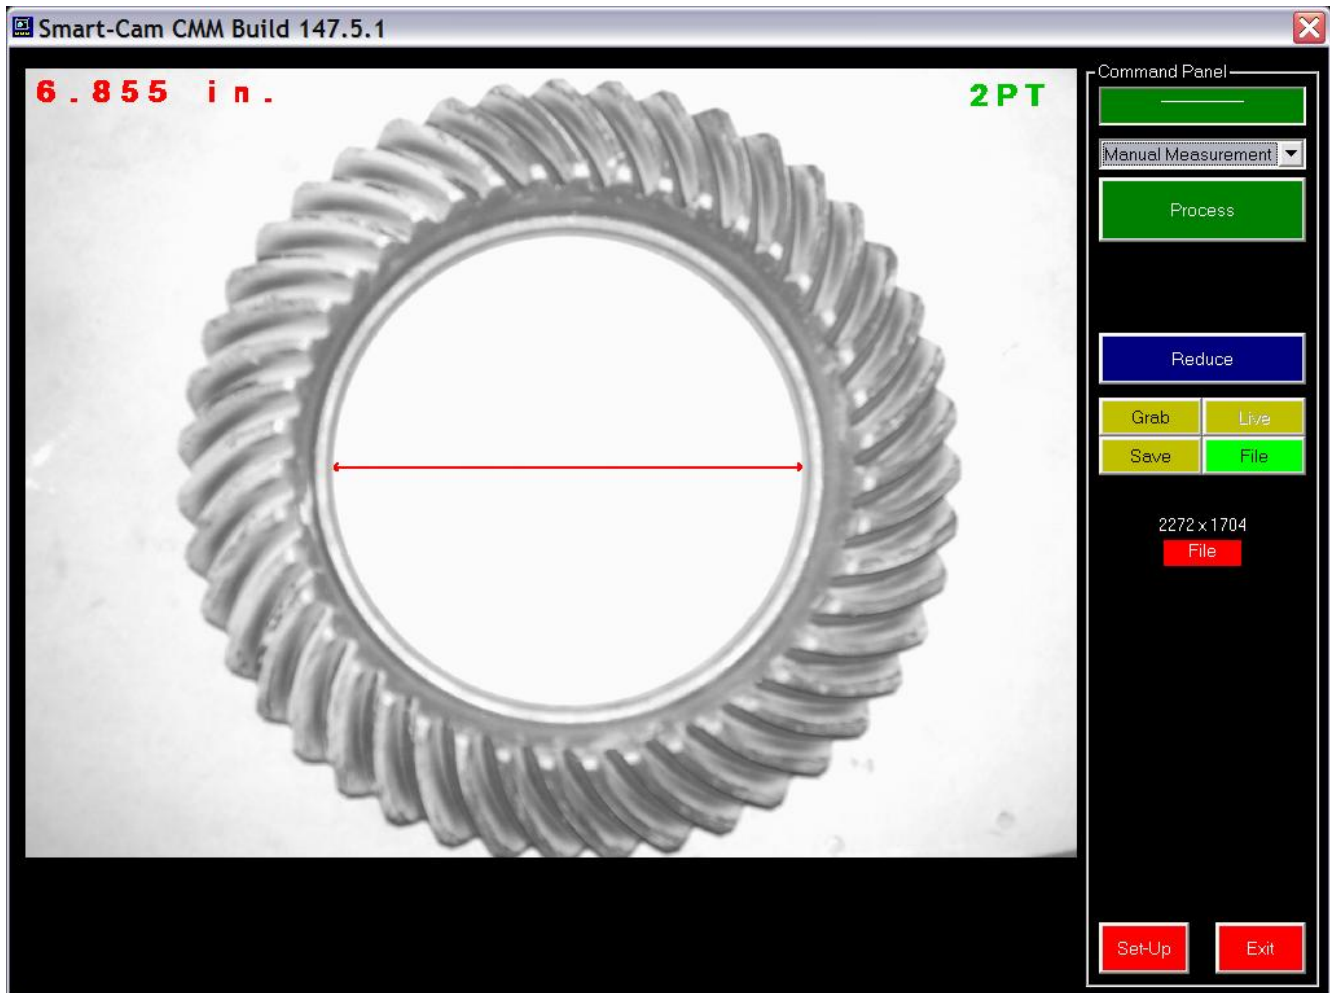 Smart-Cam CMM Build 147.5.1
6.855 in.
2PT
Command Panel
Manual Measurement
Process
Reduce
Grab
Live
Save
File
2272 x 1704
File
Set-Up
Exit